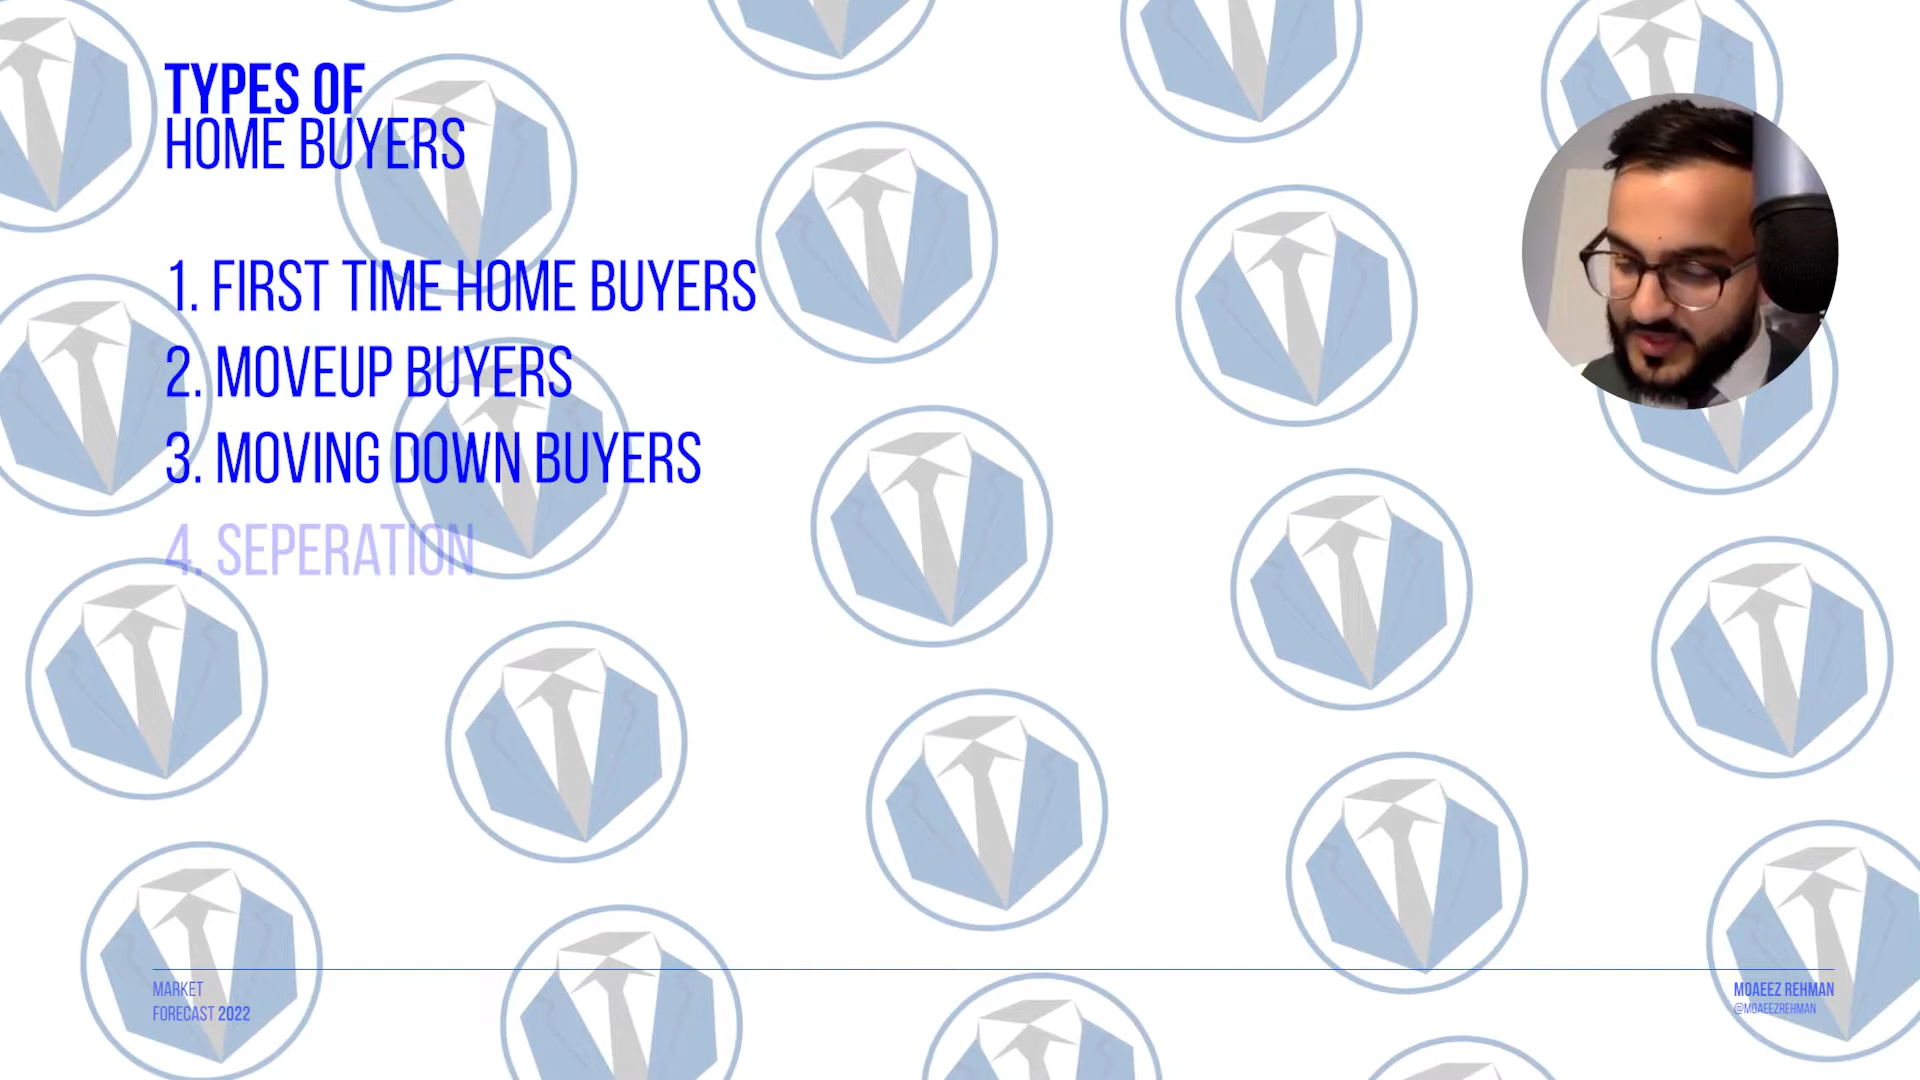 TYPES OF
HOME BUYERS
1. FIRST TIME HOME BUYERS
2. MOVEUP BUYERS
3. MOVING DOWN BUYERS
4. SEPERATION
MARKET
FORECAST 2022
MOAEEZ REHMAN
@MOAEEZREHMAN